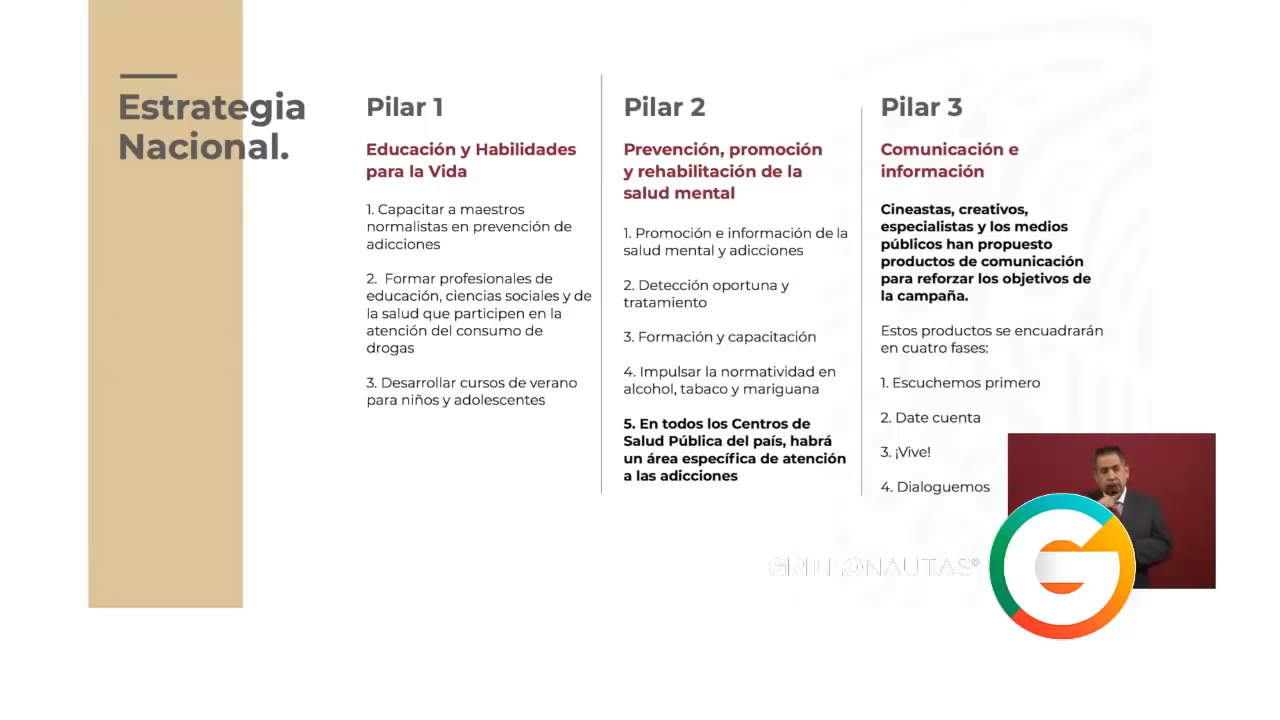 Estrategia
Nacional.
Pilar 1
Educación y Habilidades
para la Vida
1. Capacitar a maestros
normalistas en prevención de
adicciones
2. Formar profesionales de
educación, ciencias sociales y de
la salud que participen en la
atención del consumo de
drogas
3. Desarrollar cursos de verano
para niños y adolescentes
Pilar 2
Prevención, promoción
y rehabilitación de la
salud mental
1. Promoción e información de la
salud mental y adicciones
2. Detección oportuna y
tratamiento
3. Formación y capacitación
4. Impulsar la normatividad en
alcohol, tabaco y mariguana
5. En todos los Centros de
Salud Pública del país, habrá
un área específica de atención
a las adicciones
Pilar 3
Comunicación e
información
Cineastas, creativos,
especialistas y los medios
públicos han propuesto
productos de comunicación
para reforzar los objetivos de
la campaña.
Estos productos se encuadrarán
en cuatro fases:
1. Escuchemos primero
2. Date cuenta
3. ¡Vive!
4. Dialoguemos
GRILLONAUTAS®
G